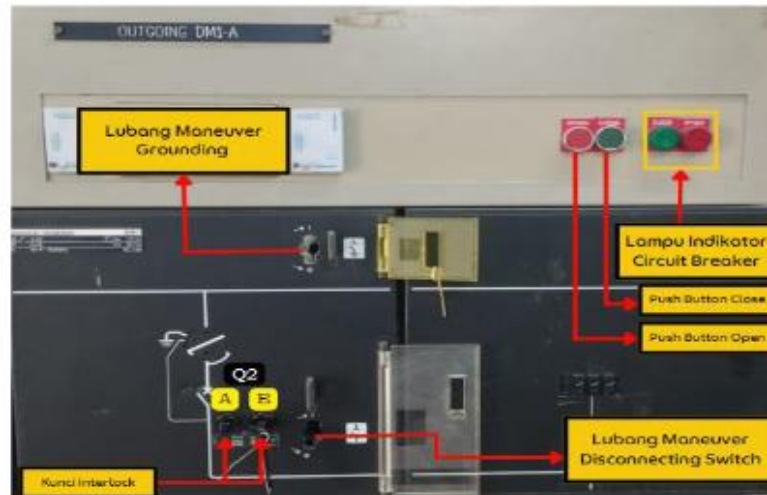 OUTGOING DM1-A
Lubang Maneuver
Grounding
Lampu Indikator
Circuit Breaker
Push Button Close
Push Button Open
Q2
A B
Lubang Maneuver
Disconnecting Switch
Kunci Interlock